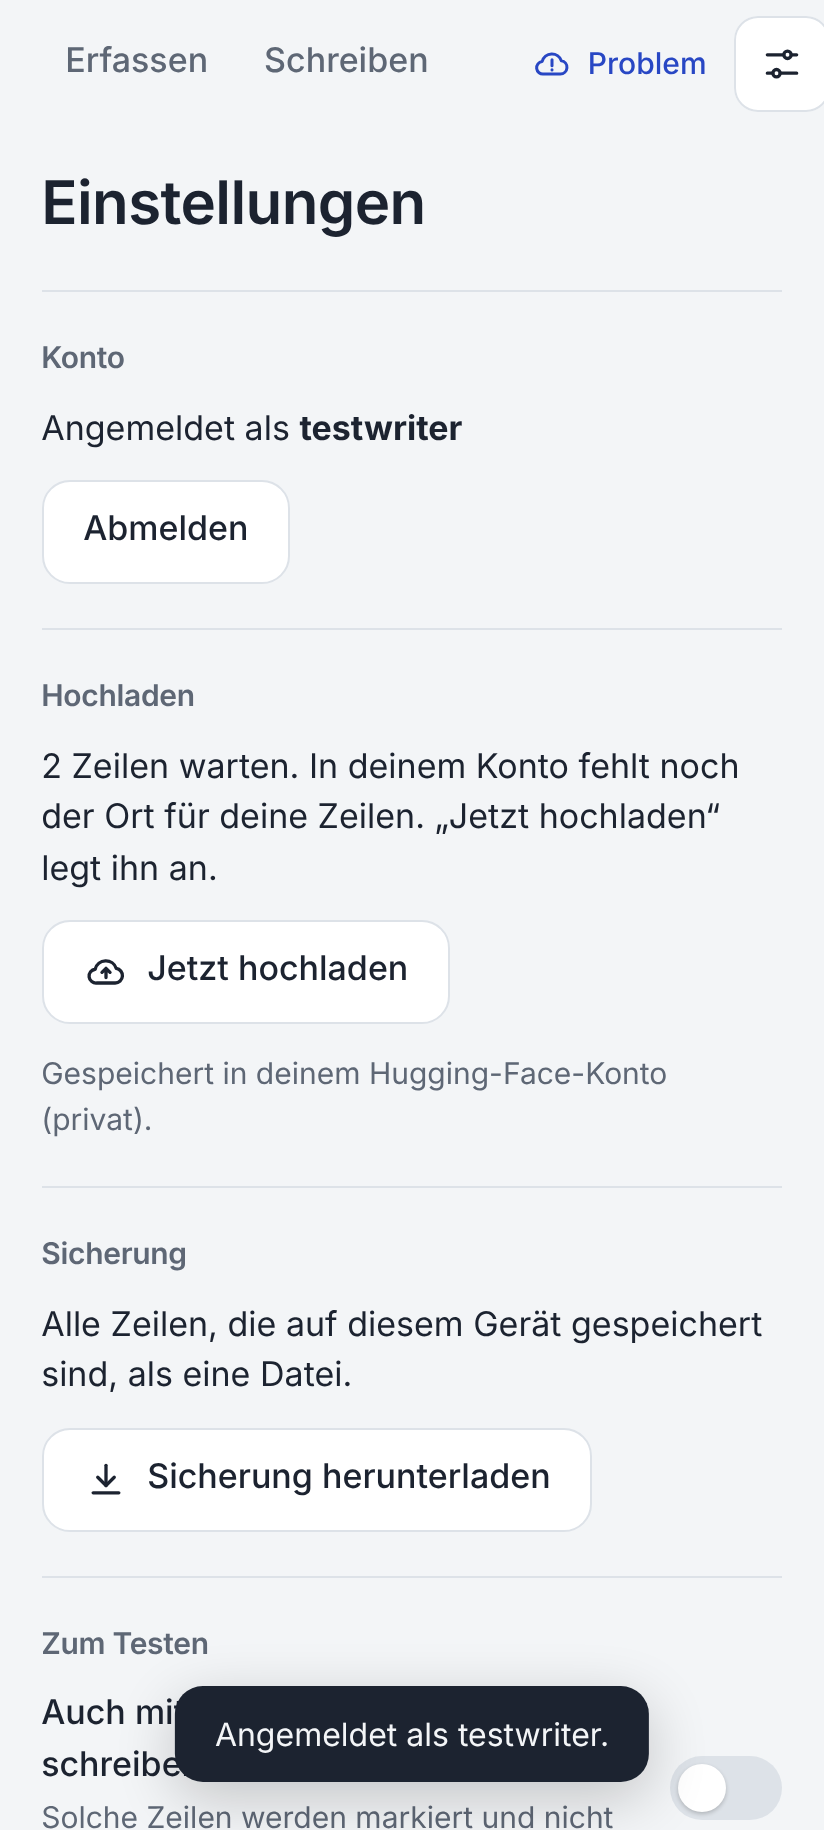 Erfassen Schreiben Problem
Einstellungen
Konto
Angemeldet als testwriter
Abmelden
Hochladen
2 Zeilen warten. In deinem Konto fehlt noch
der Ort für deine Zeilen. „Jetzt hochladen“
legt ihn an.
Jetzt hochladen
Gespeichert in deinem Hugging-Face-Konto
(privat).
Sicherung
Alle Zeilen, die auf diesem Gerät gespeichert
sind, als eine Datei.
Sicherung herunterladen
Zum Testen
Auch
Angemeldet als testwriter.
Solche Zeilen werden markiert und nicht